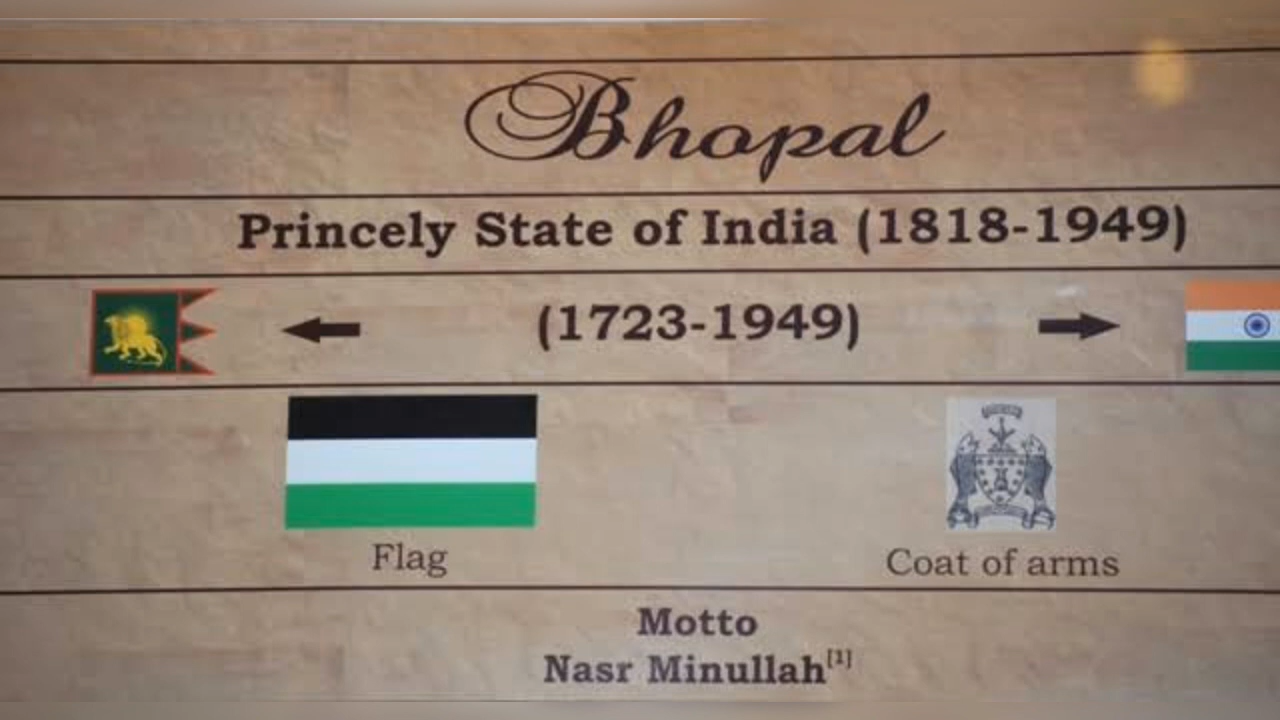 Bhopal
Princely State of India (1818-1949)
(1723-1949)
Flag
Coat of arms
Motto
Nasr Minullah[1]